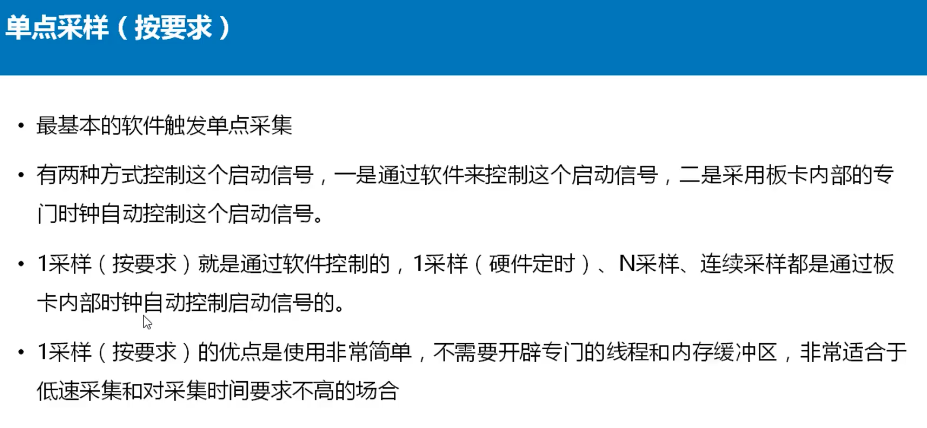 单点采样（按要求）
• 最基本的软件触发单点采集
• 有两种方式控制这个启动信号，一是通过软件来控制这个启动信号，二是采用板卡内部的专
门时钟自动控制这个启动信号。
• 1采样（按要求）就是通过软件控制的，1采样（硬件定时）、N采样、连续采样都是通过板
卡内部时钟自动控制启动信号的。
• 1采样（按要求）的优点是使用非常简单，不需要开辟专门的线程和内存缓冲区，非常适合于
低速采集和对采集时间要求不高的场合